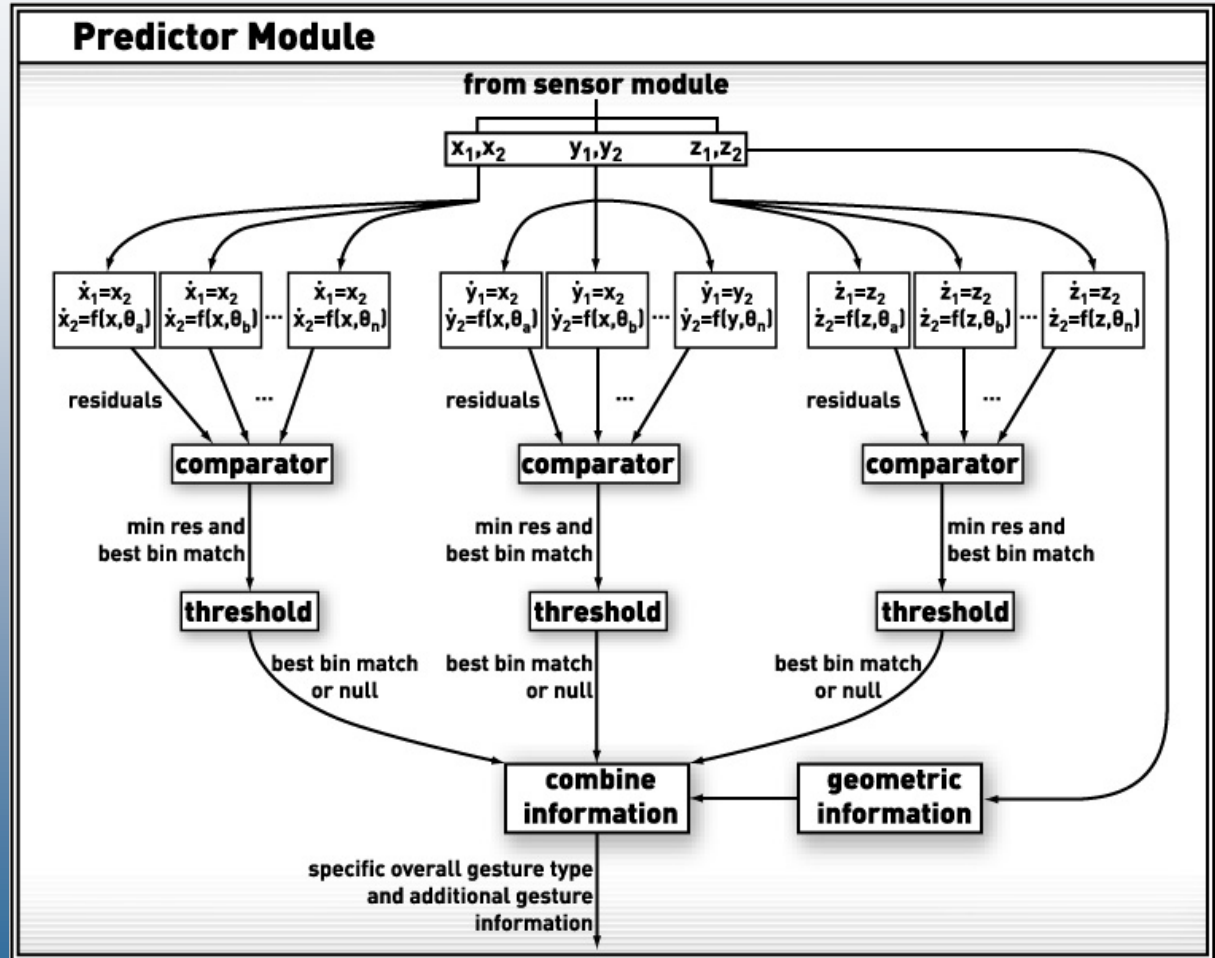 Predictor Module
from sensor module
x₁,x₂ y₁,y₂ z₁,z₂
ẋ₁=x₂
ẋ₂=f(x,θₐ)
ẋ₁=x₂
ẋ₂=f(x,θ_b)
...
ẋ₁=x₂
ẋ₂=f(x,θₙ)
ẏ₁=x₂
ẏ₂=f(x,θₐ)
ẏ₁=x₂
ẏ₂=f(x,θ_b)
...
ẏ₁=y₂
ẏ₂=f(y,θₙ)
ż₁=z₂
ż₂=f(z,θₐ)
ż₁=z₂
ż₂=f(z,θ_b)
...
ż₁=z₂
ż₂=f(z,θₙ)
residuals
...
residuals
...
residuals
...
comparator
comparator
comparator
min res and
best bin match
min res and
best bin match
min res and
best bin match
threshold
threshold
threshold
best bin match
or null
best bin match
or null
best bin match
or null
combine
information
geometric
information
specific overall gesture type
and additional gesture
information